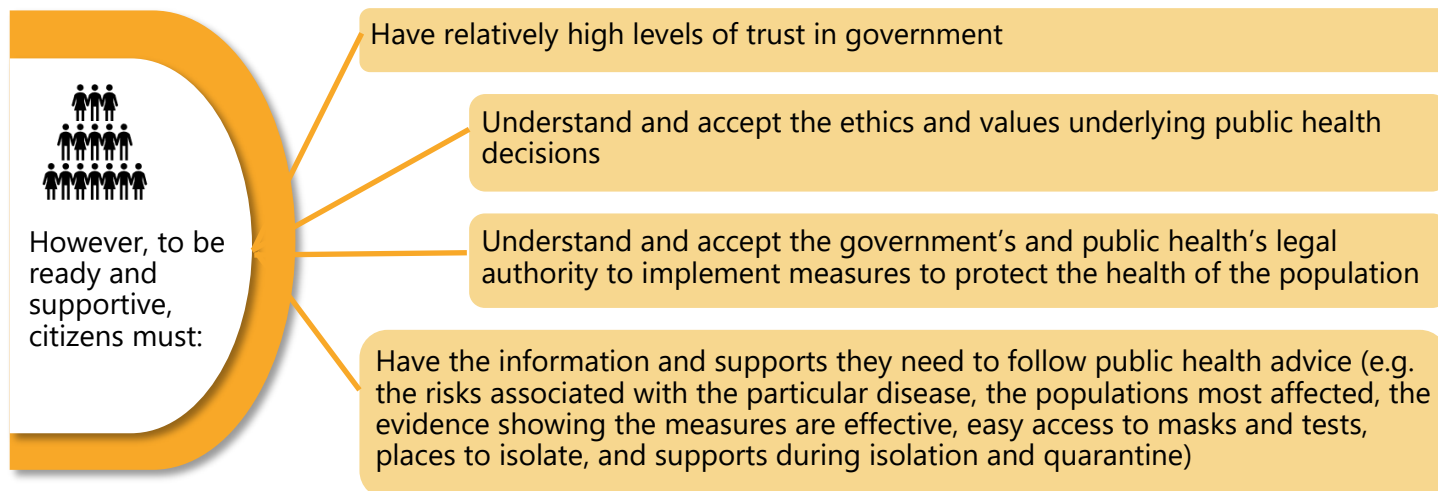 However, to be
ready and
supportive,
citizens must:
Have relatively high levels of trust in government
Understand and accept the ethics and values underlying public health
decisions
Understand and accept the government’s and public health’s legal
authority to implement measures to protect the health of the population
Have the information and supports they need to follow public health advice (e.g.
the risks associated with the particular disease, the populations most affected, the
evidence showing the measures are effective, easy access to masks and tests,
places to isolate, and supports during isolation and quarantine)